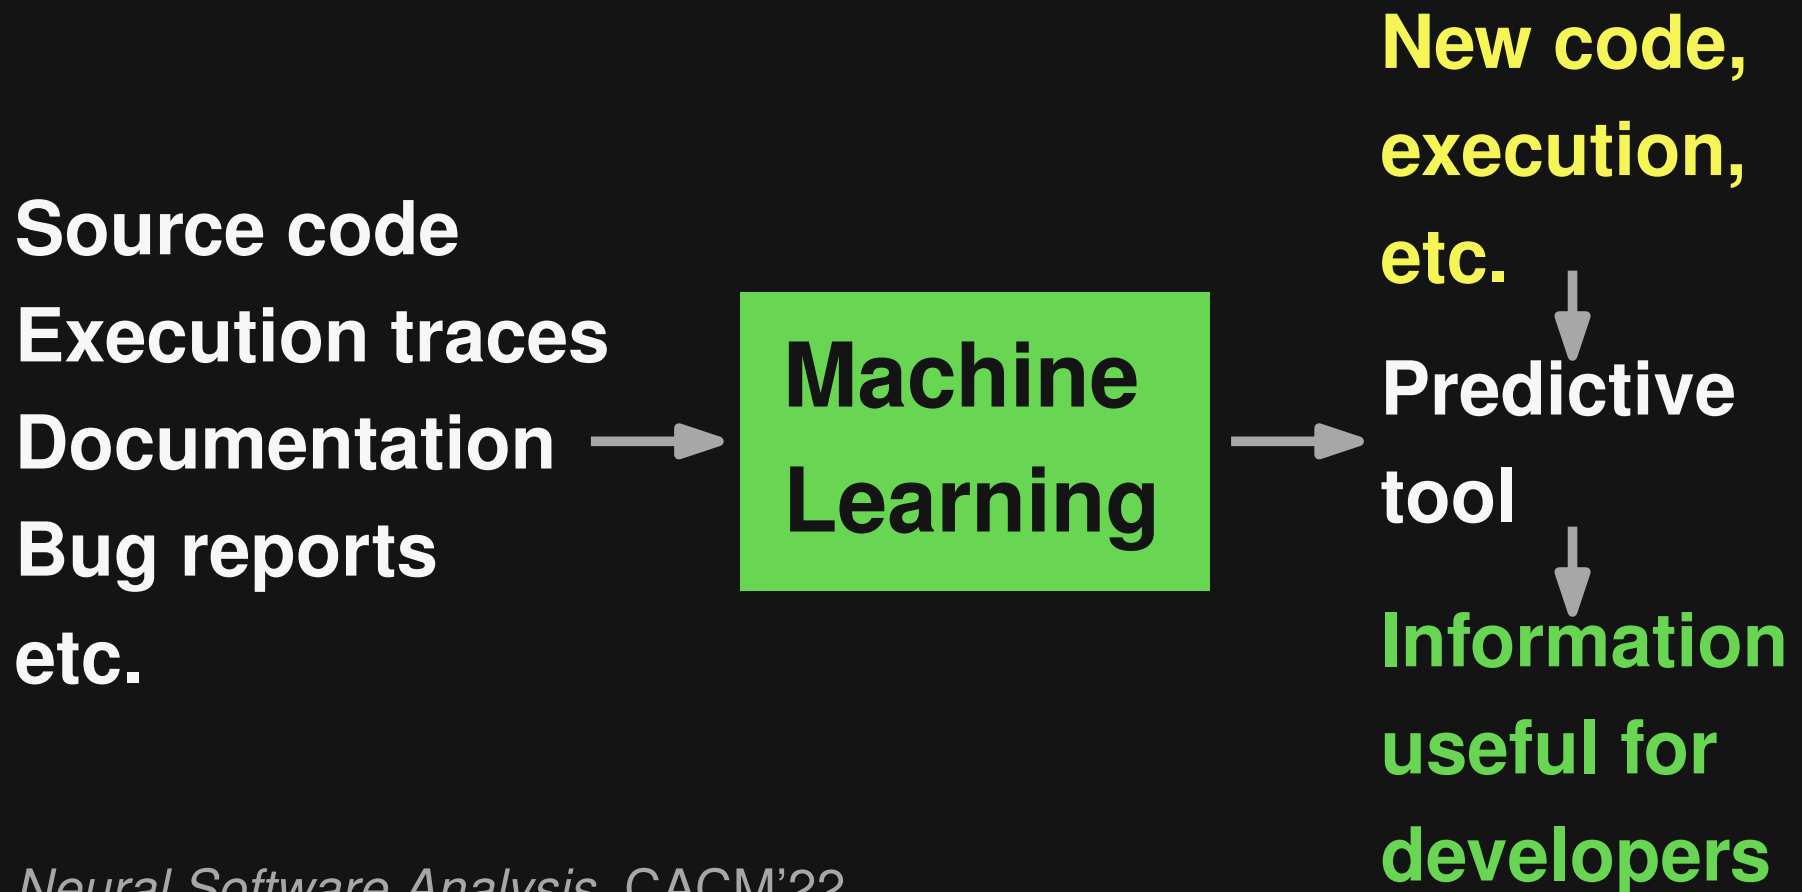 Source code
Execution traces
Documentation
Bug reports
etc.
Machine
Learning
New code,
execution,
etc.
Predictive
tool
Information
useful for
developers
Neural Software Analysis, CACM'22